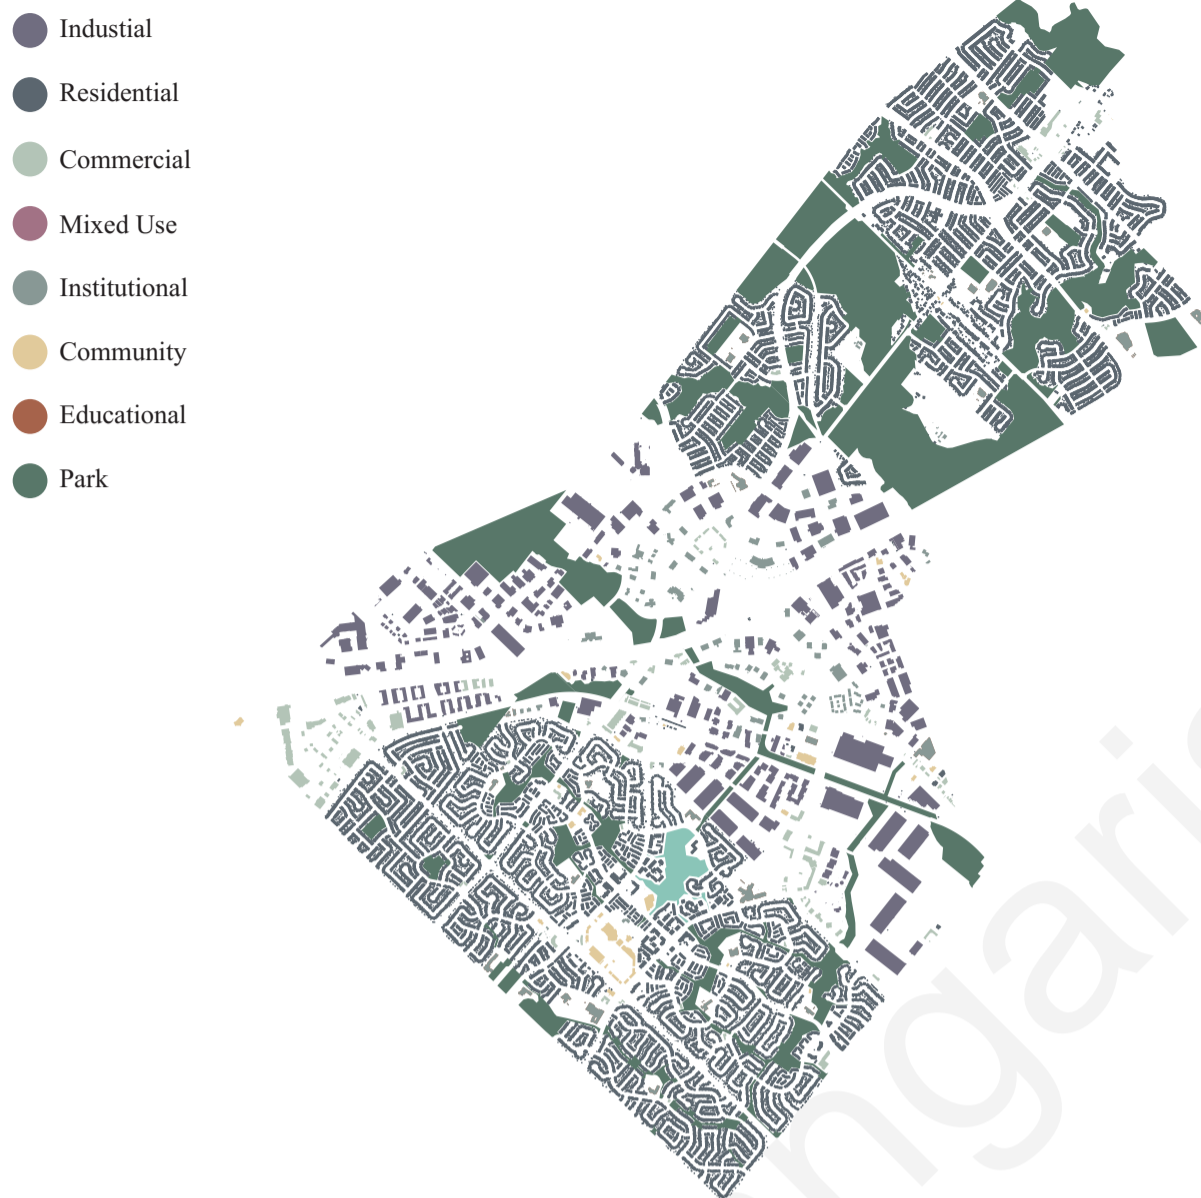 Industial
Residential
Commercial
Mixed Use
Institutional
Community
Educational
Park